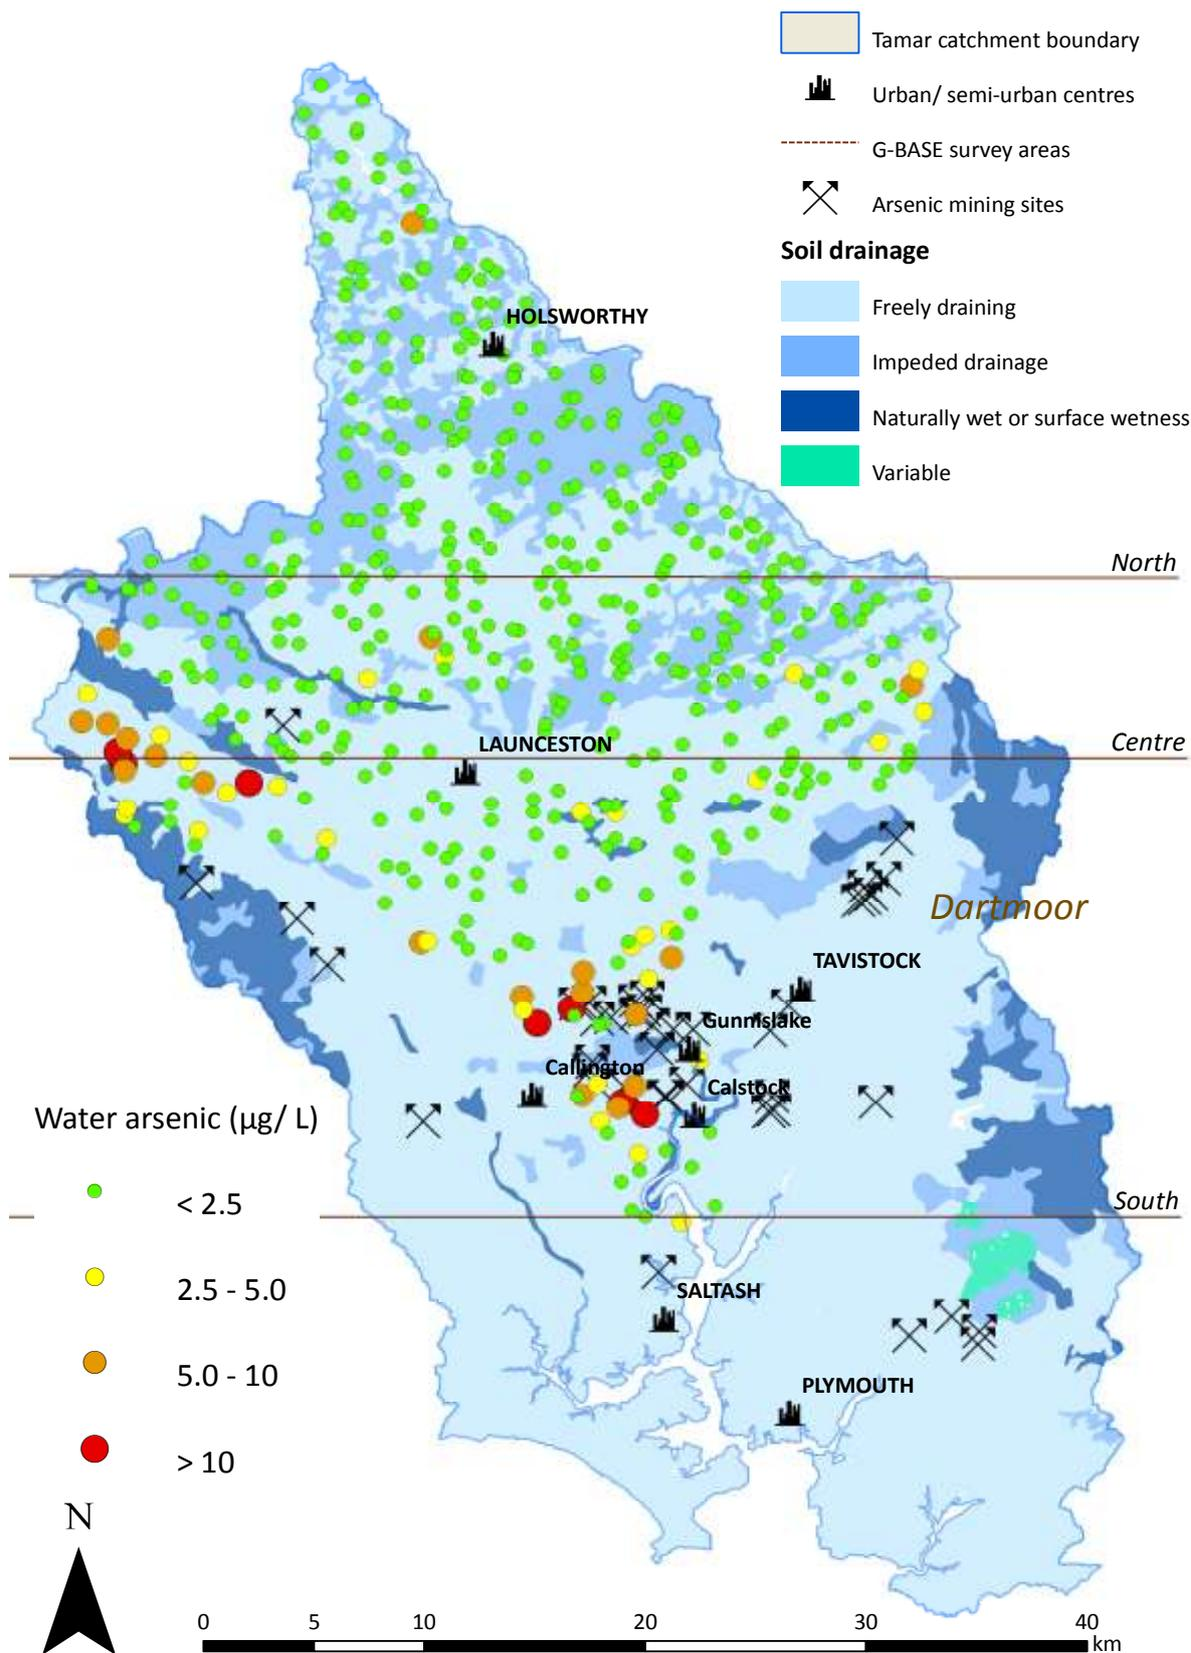 Tamar catchment boundary
Urban/ semi-urban centres
G-BASE survey areas
Arsenic mining sites
Soil drainage
Freely draining
Impeded drainage
Naturally wet or surface wetness
Variable
HOLSWORTHY
North
Centre
LAUNCESTON
Dartmoor
TAVISTOCK
Gunnislake
Callington
Calstock
Water arsenic (µg/ L)
< 2.5
2.5 - 5.0
5.0 - 10
> 10
South
SALTASH
PLYMOUTH
N
0 5 10 20 30 40
km